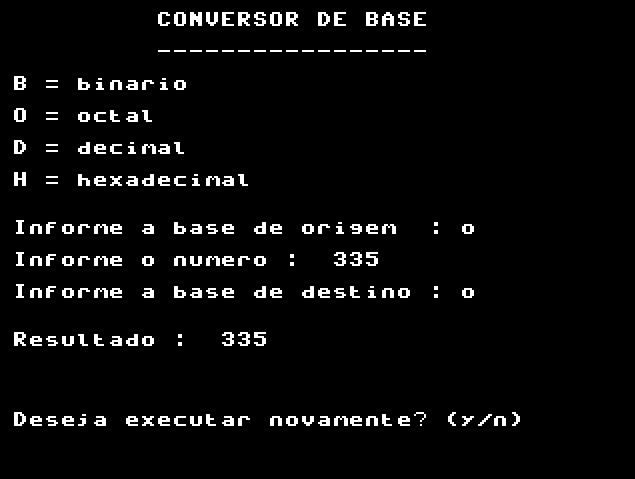 CONVERSOR DE BASE
-----------------
B = binario
O = octal
D = decimal
H = hexadecimal
Informe a base de origem  : o
Informe o numero :  335
Informe a base de destino : o
Resultado :  335
Deseja executar novamente? (y/n)